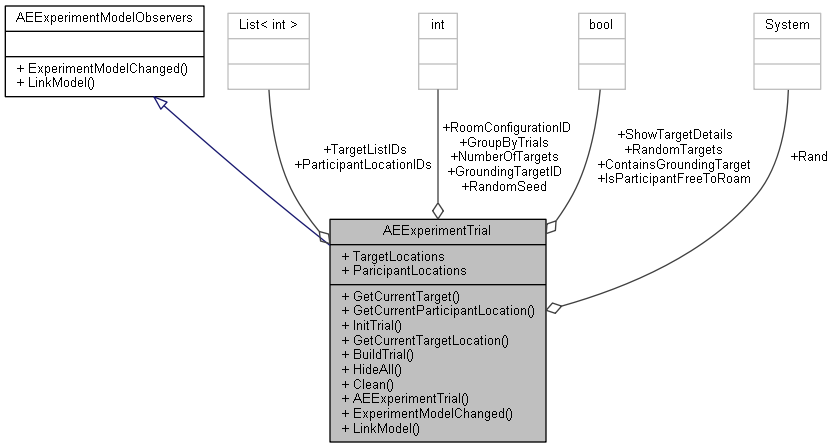 AEExperimentModelObservers
+ ExperimentModelChanged()
+ LinkModel()
List< int >
int
bool
System
+TargetListIDs
+ParticipantLocationIDs
+RoomConfigurationID
+GroupByTrials
+NumberOfTargets
+GroundingTargetID
+RandomSeed
+ShowTargetDetails
+RandomTargets
+ContainsGroundingTarget
+IsParticipantFreeToRoam
+Rand
AEExperimentTrial
+ TargetLocations
+ ParicipantLocations
+ GetCurrentTarget()
+ GetCurrentParticipantLocation()
+ InitTrial()
+ GetCurrentTargetLocation()
+ BuildTrial()
+ HideAll()
+ Clean()
+ AEExperimentTrial()
+ ExperimentModelChanged()
+ LinkModel()